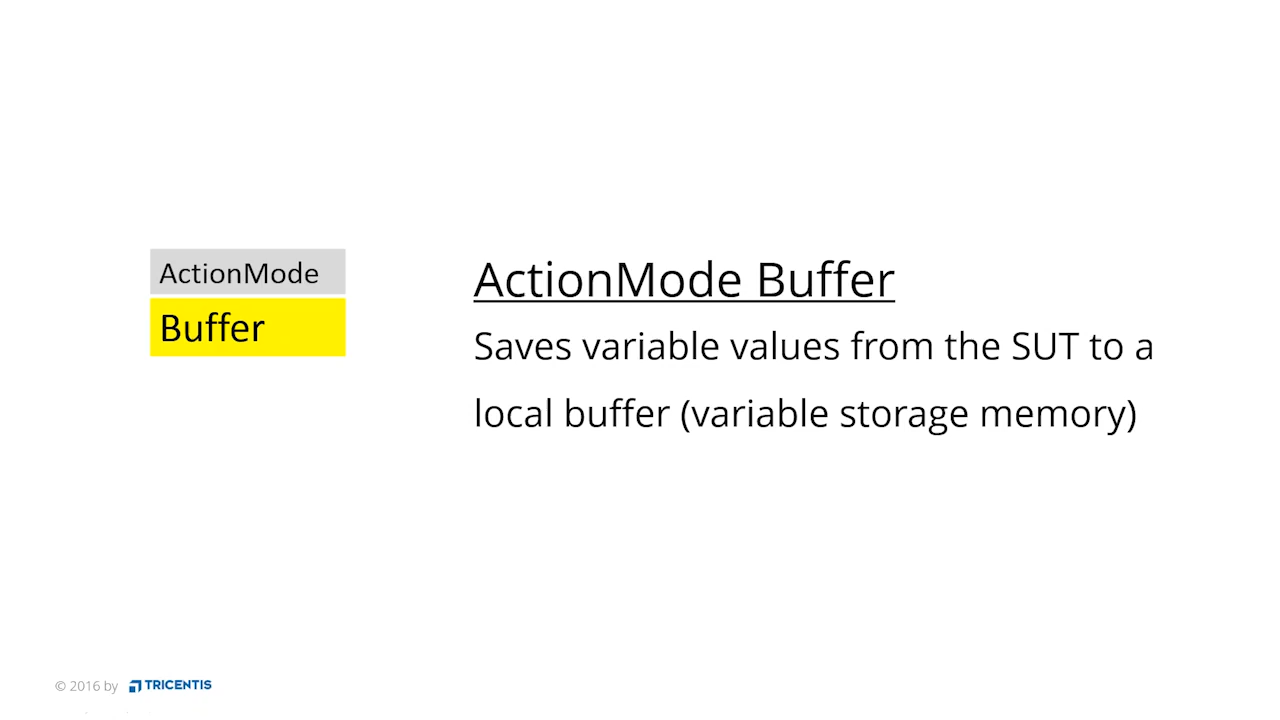 ActionMode
Buffer
ActionMode Buffer
Saves variable values from the SUT to a
local buffer (variable storage memory)
© 2016 by TRICENTIS